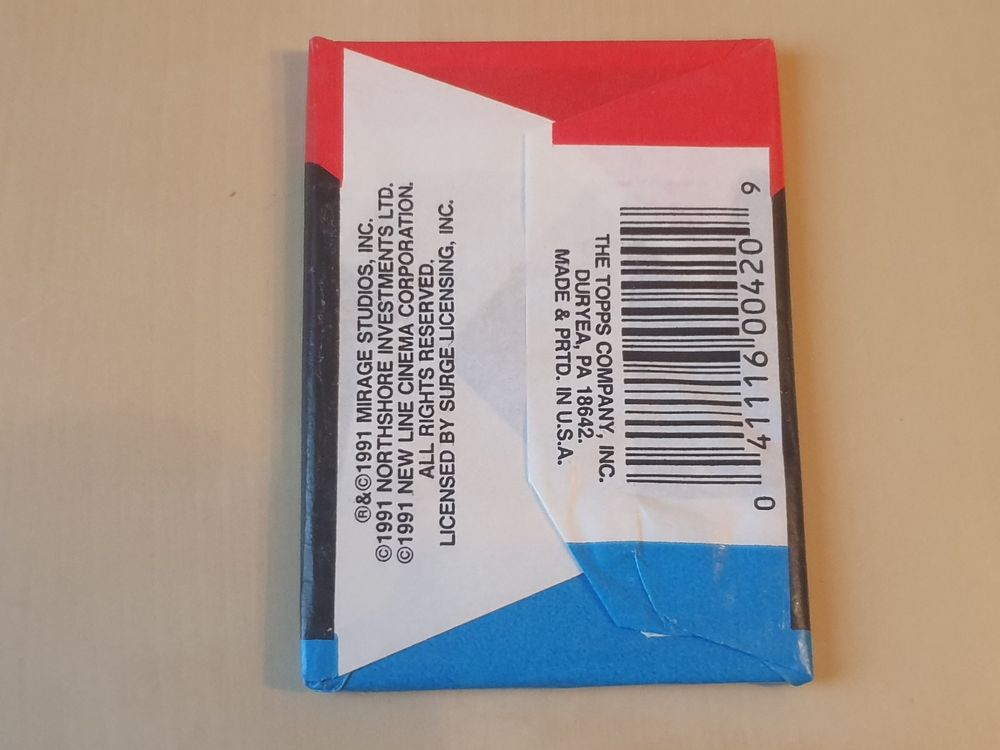 ®&©1991 MIRAGE STUDIOS, INC.
©1991 NORTHSHORE INVESTMENTS LTD.
©1991 NEW LINE CINEMA CORPORATION.
ALL RIGHTS RESERVED.
LICENSED BY SURGE LICENSING, INC.
THE TOPPS COMPANY, INC.
DURYEA, PA 18642.
MADE & PRTD. IN U.S.A.
0 41116 00420 9